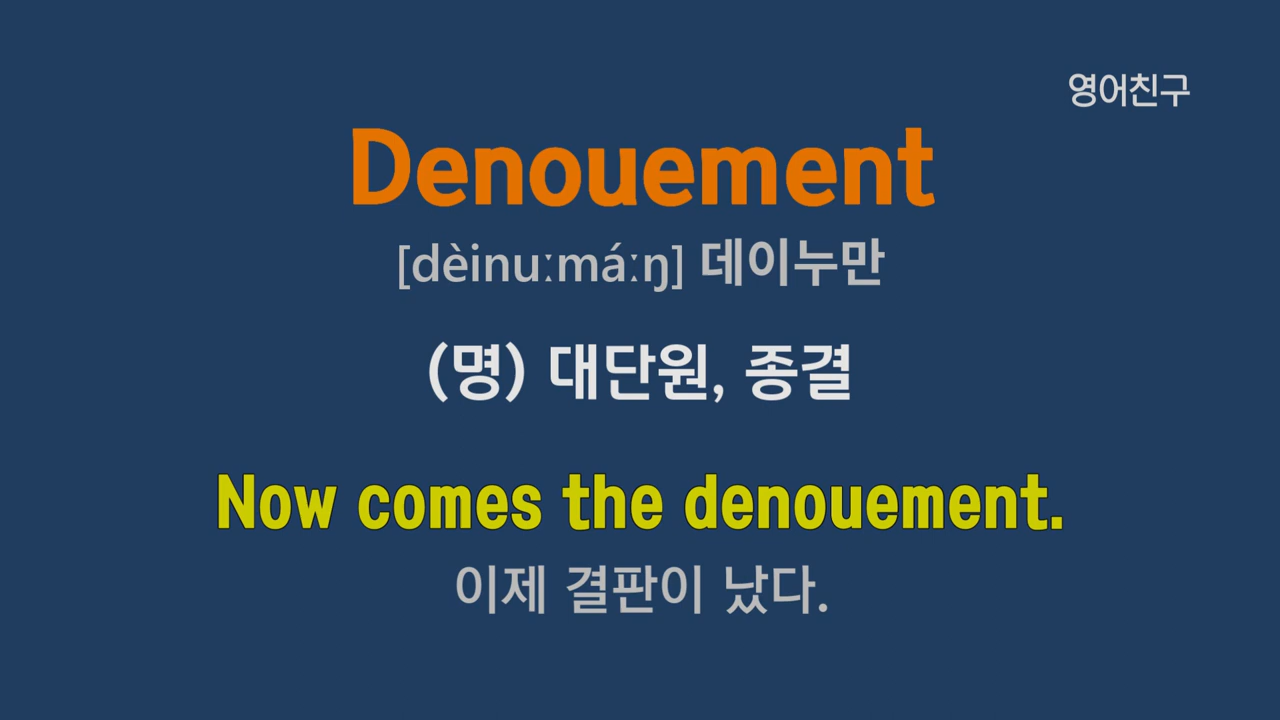 영어친구
Denouement
[dèinuːmáːŋ] 데이누만
(명) 대단원, 종결
Now comes the denouement.
이제 결판이 났다.